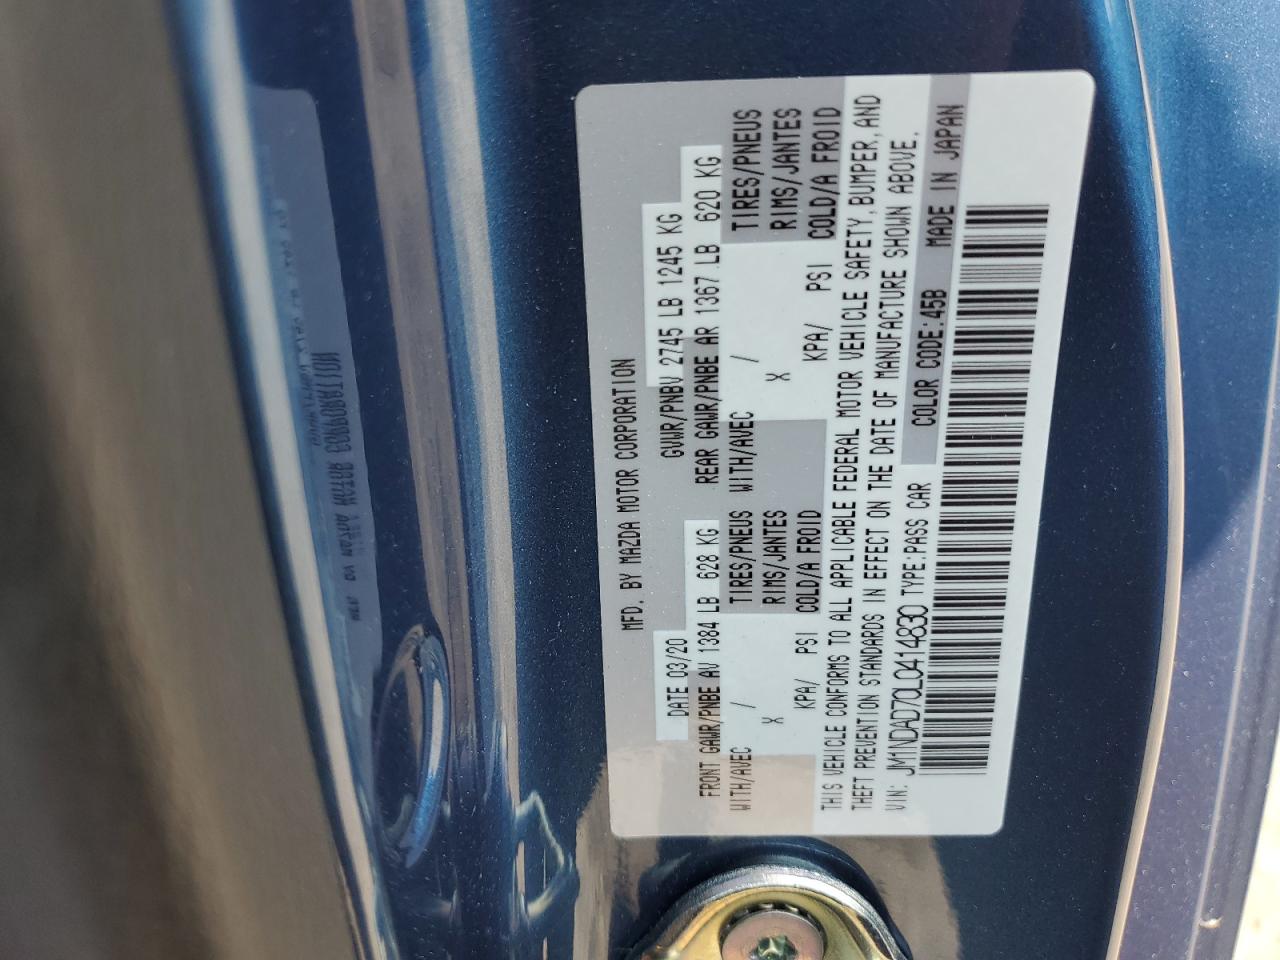 MFD. BY MAZDA MOTOR CORPORATION
DATE 03/20 GVWR/PNBV 2745 LB 1245 KG
FRONT GAWR/PNBE AV 1384 LB 628 KG REAR GAWR/PNBE AR 1367 LB 620 KG
WITH/AVEC / TIRES/PNEUS WITH/AVEC / TIRES/PNEUS
X RIMS/JANTES X RIMS/JANTES
KPA/ PSI COLD/A FROID KPA/ PSI COLD/A FROID
THIS VEHICLE CONFORMS TO ALL APPLICABLE FEDERAL MOTOR VEHICLE SAFETY, BUMPER, AND
THEFT PREVENTION STANDARDS IN EFFECT ON THE DATE OF MANUFACTURE SHOWN ABOVE.
VIN: JM1NDAD70L0414830 TYPE:PASS CAR COLOR CODE:45B MADE IN JAPAN